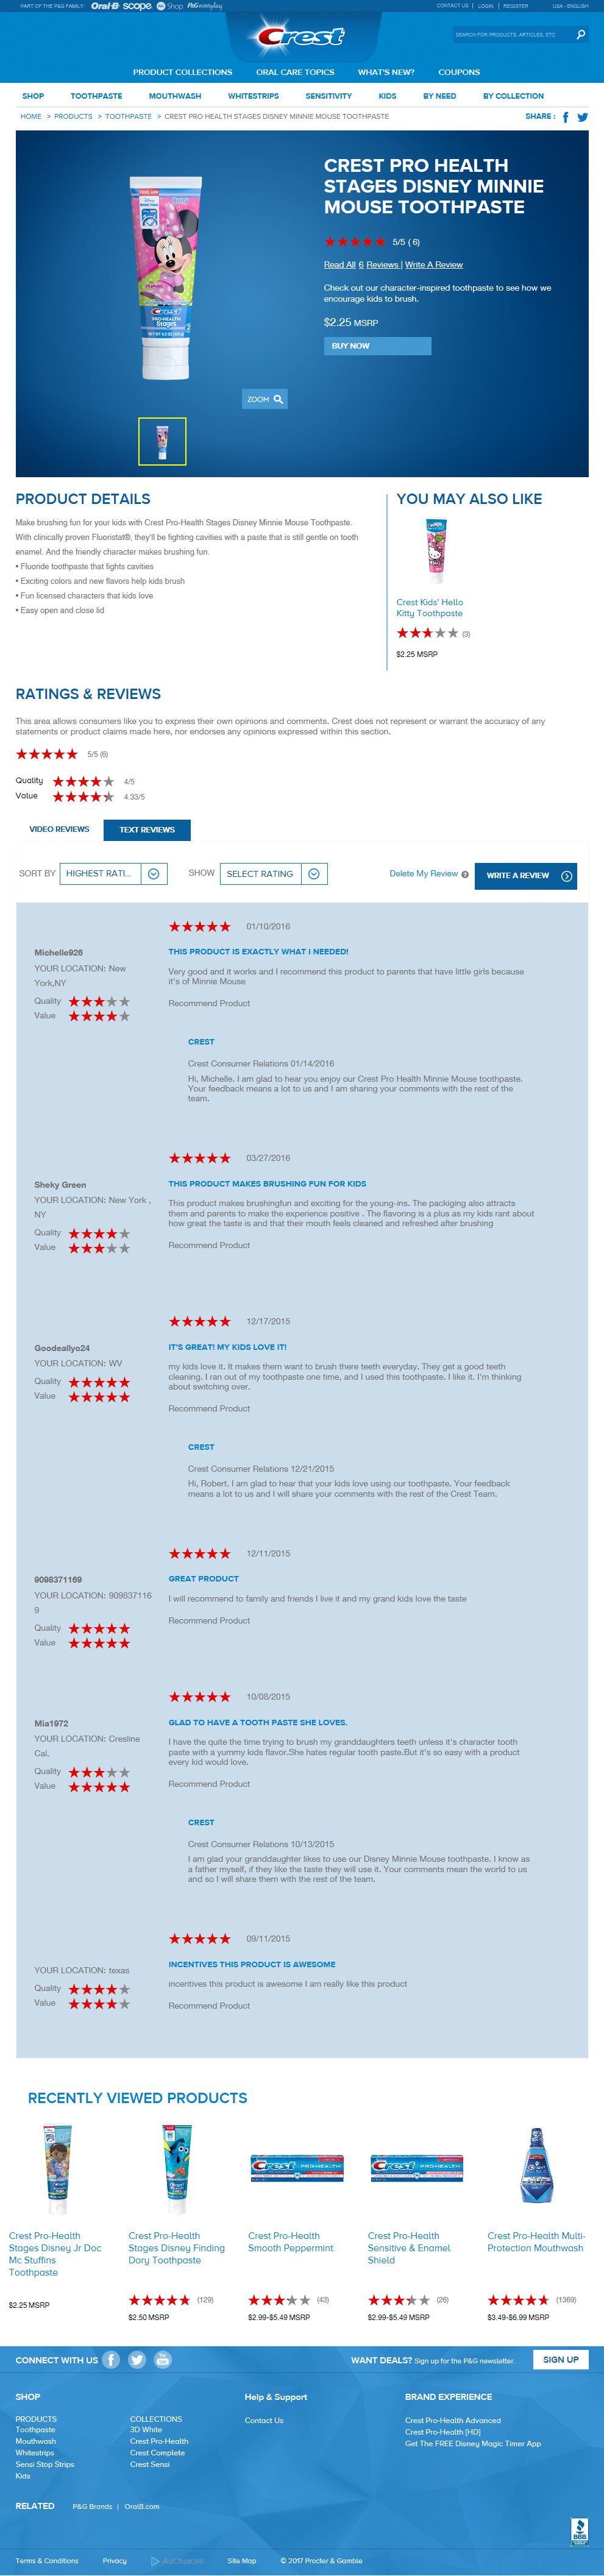 PART OF THE P&G FAMILY: Oral-B scope Shop P&G everyday
CONTACT US | LOGIN | REGISTER USA - ENGLISH
Crest
SEARCH FOR PRODUCTS, ARTICLES, ETC
PRODUCT COLLECTIONS ORAL CARE TOPICS WHAT'S NEW? COUPONS
SHOP TOOTHPASTE MOUTHWASH WHITESTRIPS SENSITIVITY KIDS BY NEED BY COLLECTION
HOME > PRODUCTS > TOOTHPASTE > CREST PRO HEALTH STAGES DISNEY MINNIE MOUSE TOOTHPASTE
SHARE :
CREST PRO HEALTH
STAGES DISNEY MINNIE
MOUSE TOOTHPASTE
5/5 ( 6)
Read All 6 Reviews | Write A Review
Check out our character-inspired toothpaste to see how we
encourage kids to brush.
$2.25 MSRP
BUY NOW
FREE APP
Crest
PRO-HEALTH
Stages
ZOOM
PRODUCT DETAILS
Make brushing fun for your kids with Crest Pro-Health Stages Disney Minnie Mouse Toothpaste.
With clinically proven Fluoristat®, they'll be fighting cavities with a paste that is still gentle on tooth
enamel. And the friendly character makes brushing fun.
• Fluoride toothpaste that fights cavities
• Exciting colors and new flavors help kids brush
• Fun licensed characters that kids love
• Easy open and close lid
YOU MAY ALSO LIKE
Crest Kids' Hello
Kitty Toothpaste
(3)
$2.25 MSRP
RATINGS & REVIEWS
This area allows consumers like you to express their own opinions and comments. Crest does not represent or warrant the accuracy of any
statements or product claims made here, nor endorses any opinions expressed within this section.
5/5 (6)
Quality 4/5
Value 4.33/5
VIDEO REVIEWS TEXT REVIEWS
SORT BY HIGHEST RATI... SHOW SELECT RATING Delete My Review ? WRITE A REVIEW
01/10/2016
Michelle926
YOUR LOCATION: New
York,NY
Quality
Value
THIS PRODUCT IS EXACTLY WHAT I NEEDED!
Very good and it works and I recommend this product to parents that have little girls because
it's of Minnie Mouse
Recommend Product
CREST
Crest Consumer Relations 01/14/2016
Hi, Michelle. I am glad to hear you enjoy our Crest Pro Health Minnie Mouse toothpaste.
Your feedback means a lot to us and I am sharing your comments with the rest of the
team.
03/27/2016
Sheky Green
YOUR LOCATION: New York ,
NY
Quality
Value
THIS PRODUCT MAKES BRUSHING FUN FOR KIDS
This product makes brushingfun and exciting for the young-ins. The packaging also attracts
them and parents to make the experience positive . The flavoring is a plus as my kids rant about
how great the taste is and that their mouth feels cleaned and refreshed after brushing
Recommend Product
12/17/2015
Goodeallyo24
YOUR LOCATION: WV
Quality
Value
IT'S GREAT! MY KIDS LOVE IT!
my kids love it. It makes them want to brush there teeth everyday. They get a good teeth
cleaning. I ran out of my toothpaste one time, and I used this toothpaste. I like it. I'm thinking
about switching over.
Recommend Product
CREST
Crest Consumer Relations 12/21/2015
Hi, Robert. I am glad to hear that your kids love using our toothpaste. Your feedback
means a lot to us and I will share your comments with the rest of the Crest Team.
12/11/2015
9098371169
YOUR LOCATION: 909837116
9
Quality
Value
GREAT PRODUCT
I will recommend to family and friends I live it and my grand kids love the taste
Recommend Product
10/08/2015
Mia1972
YOUR LOCATION: Cresline
Cal.
Quality
Value
GLAD TO HAVE A TOOTH PASTE SHE LOVES.
I have the quite the time trying to brush my granddaughters teeth unless it's character tooth
paste with a yummy kids flavor.She hates regular tooth paste.But it's so easy with a product
every kid would love.
Recommend Product
CREST
Crest Consumer Relations 10/13/2015
I am glad your granddaughter likes to use our Disney Minnie Mouse toothpaste. I know as
a father myself, if they like the taste they will use it. Your comments mean the world to us
and so I will share them with the rest of the team.
09/11/2015
YOUR LOCATION: texas
Quality
Value
INCENTIVES THIS PRODUCT IS AWESOME
incentives this product is awesome I am really like this product
Recommend Product
RECENTLY VIEWED PRODUCTS
Crest PRO-HEALTH
Crest PRO-HEALTH
Crest Pro-Health
Stages Disney Jr Doc
Mc Stuffins
Toothpaste
$2.25 MSRP
Crest Pro-Health
Stages Disney Finding
Dory Toothpaste
(129)
$2.50 MSRP
Crest Pro-Health
Smooth Peppermint
(43)
$2.99-$5.49 MSRP
Crest Pro-Health
Sensitive & Enamel
Shield
(26)
$2.99-$5.49 MSRP
Crest Pro-Health Multi-
Protection Mouthwash
(1369)
$3.49-$6.99 MSRP
CONNECT WITH US
WANT DEALS? Sign up for the P&G newsletter. SIGN UP
SHOP
PRODUCTS
Toothpaste
Mouthwash
Whitestrips
Sensi Stop Strips
Kids
COLLECTIONS
3D White
Crest Pro-Health
Crest Complete
Crest Sensi
Help & Support
Contact Us
BRAND EXPERIENCE
Crest Pro-Health Advanced
Crest Pro-Health [HD]
Get The FREE Disney Magic Timer App
RELATED P&G Brands | OralB.com
BBB
Terms & Conditions Privacy AdChoices Site Map © 2017 Procter & Gamble